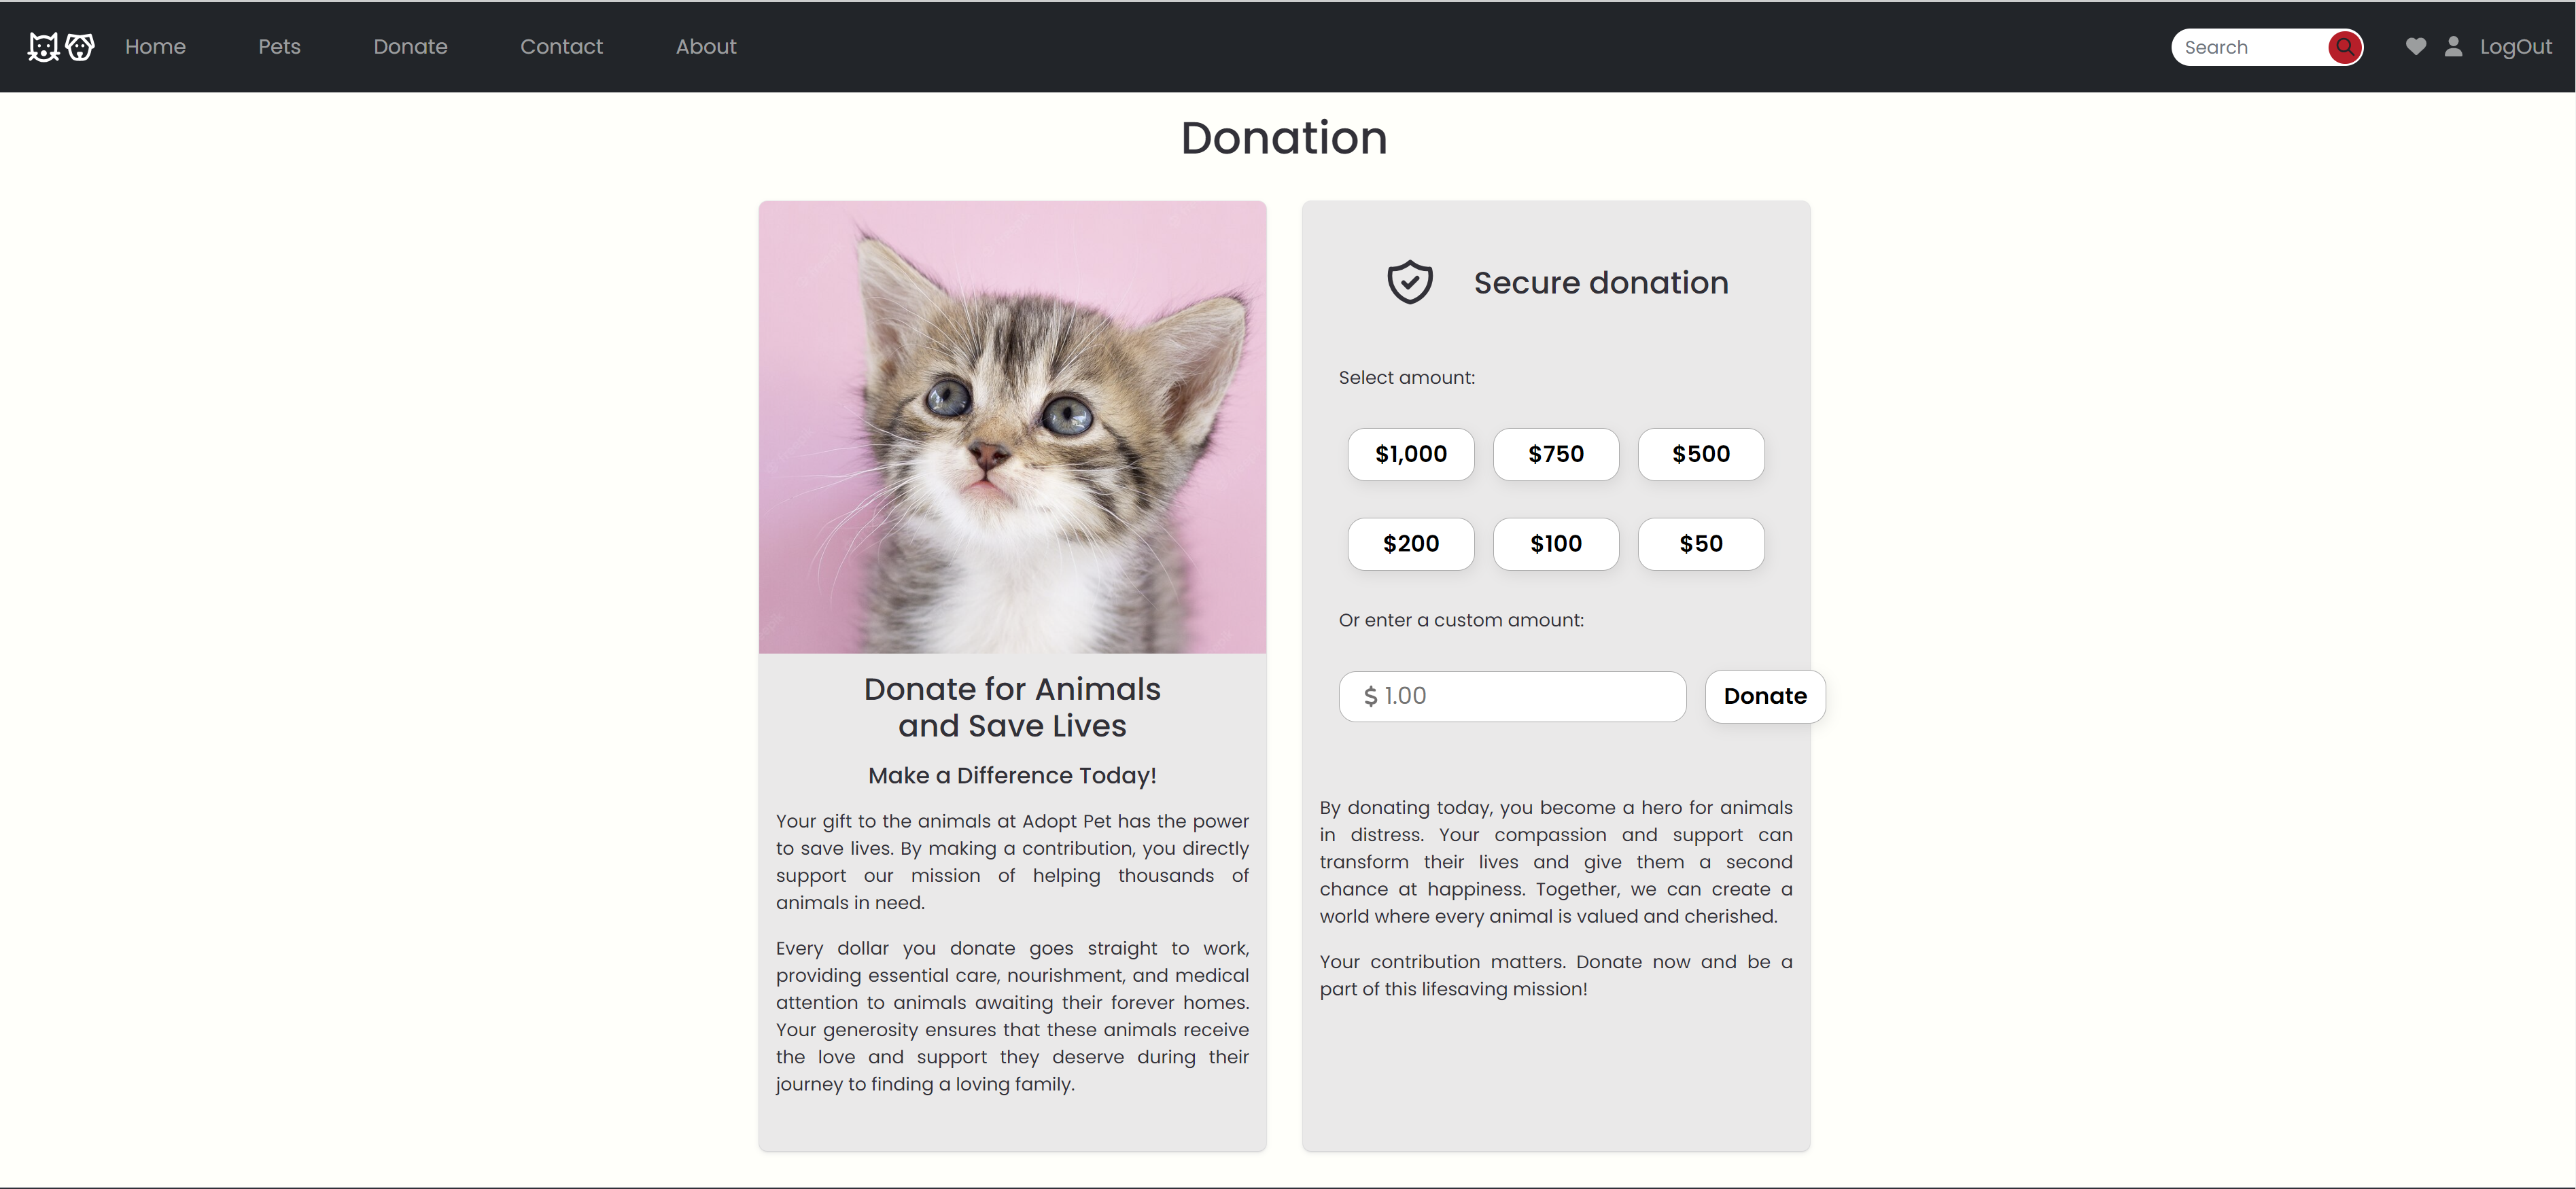 Home Pets Donate Contact About Search LogOut
Donation
Donate for Animals
and Save Lives
Make a Difference Today!
Your gift to the animals at Adopt Pet has the power
to save lives. By making a contribution, you directly
support our mission of helping thousands of
animals in need.
Every dollar you donate goes straight to work,
providing essential care, nourishment, and medical
attention to animals awaiting their forever homes.
Your generosity ensures that these animals receive
the love and support they deserve during their
journey to finding a loving family.
Secure donation
Select amount:
$1,000 $750 $500
$200 $100 $50
Or enter a custom amount:
$ 1.00 Donate
By donating today, you become a hero for animals
in distress. Your compassion and support can
transform their lives and give them a second
chance at happiness. Together, we can create a
world where every animal is valued and cherished.
Your contribution matters. Donate now and be a
part of this lifesaving mission!